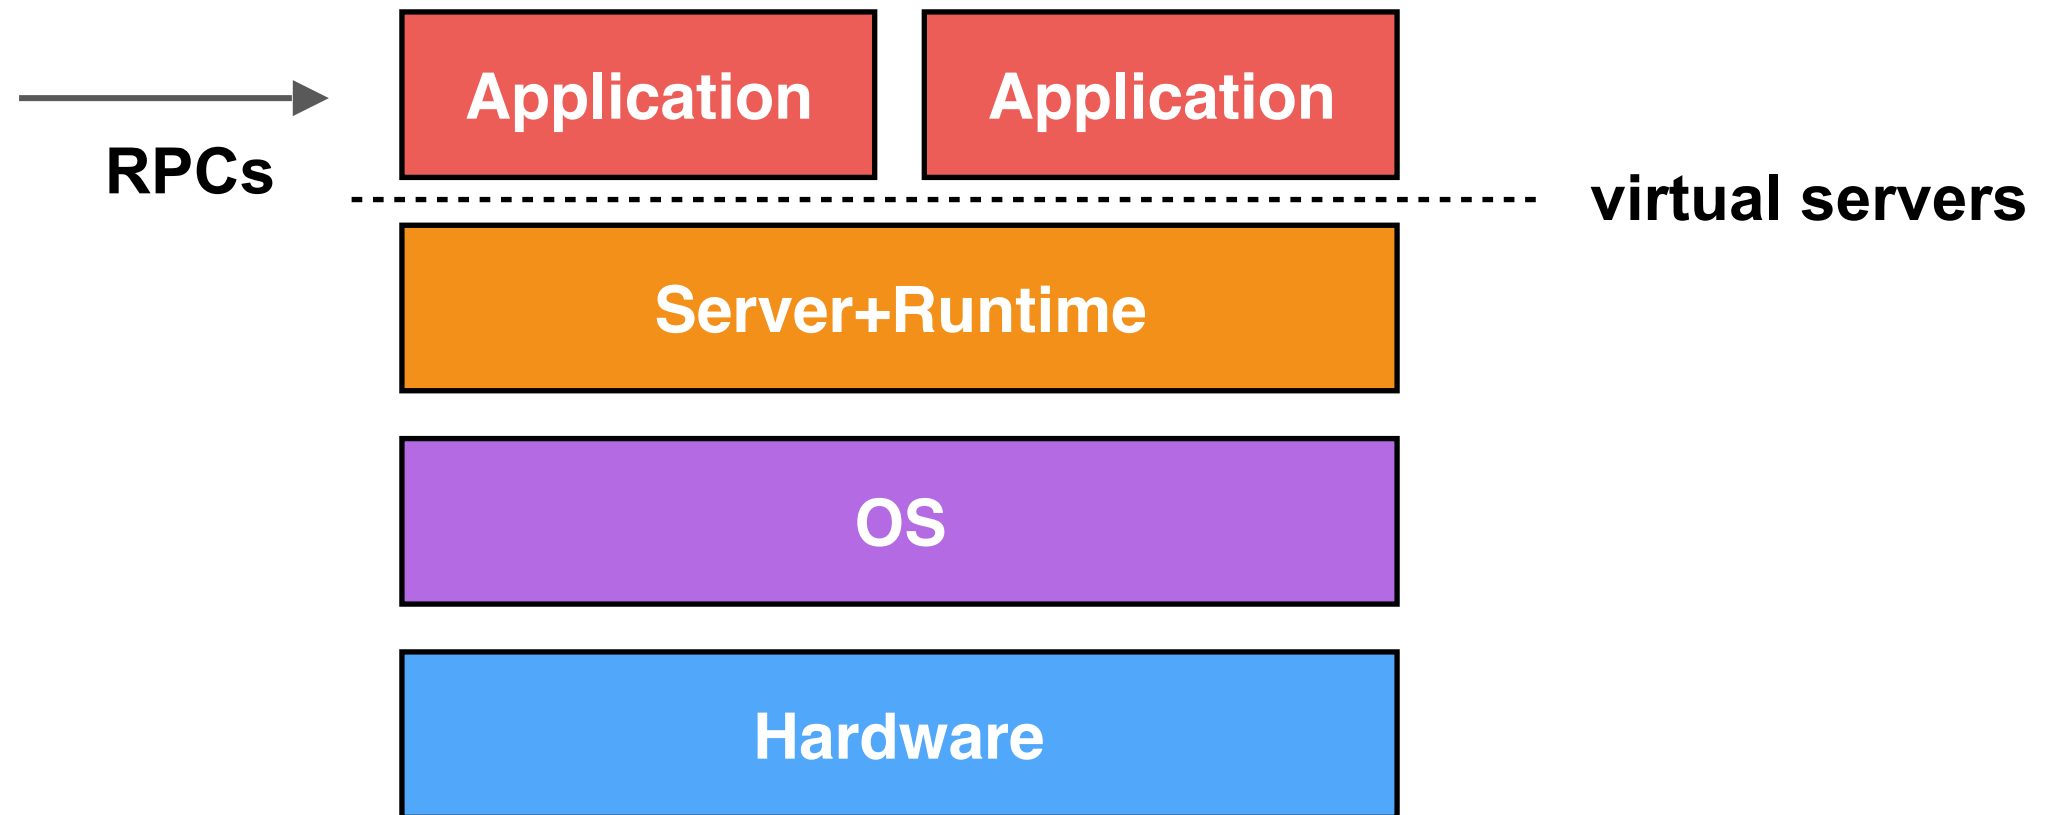 Application
Application
RPCs
virtual servers
Server+Runtime
OS
Hardware